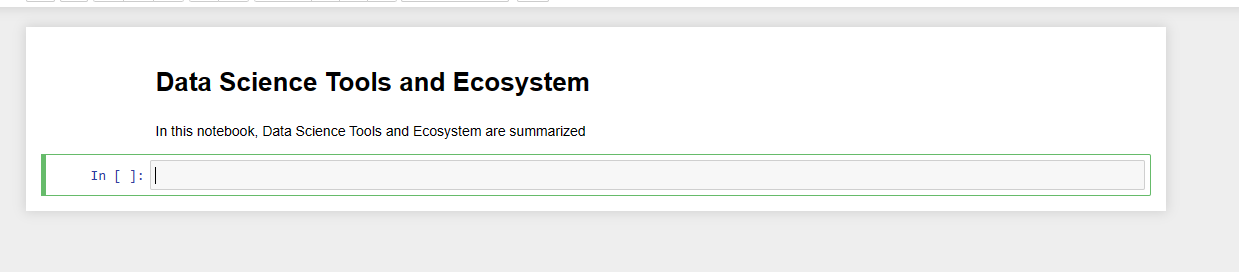 Data Science Tools and Ecosystem
In this notebook, Data Science Tools and Ecosystem are summarized
In [ ]: